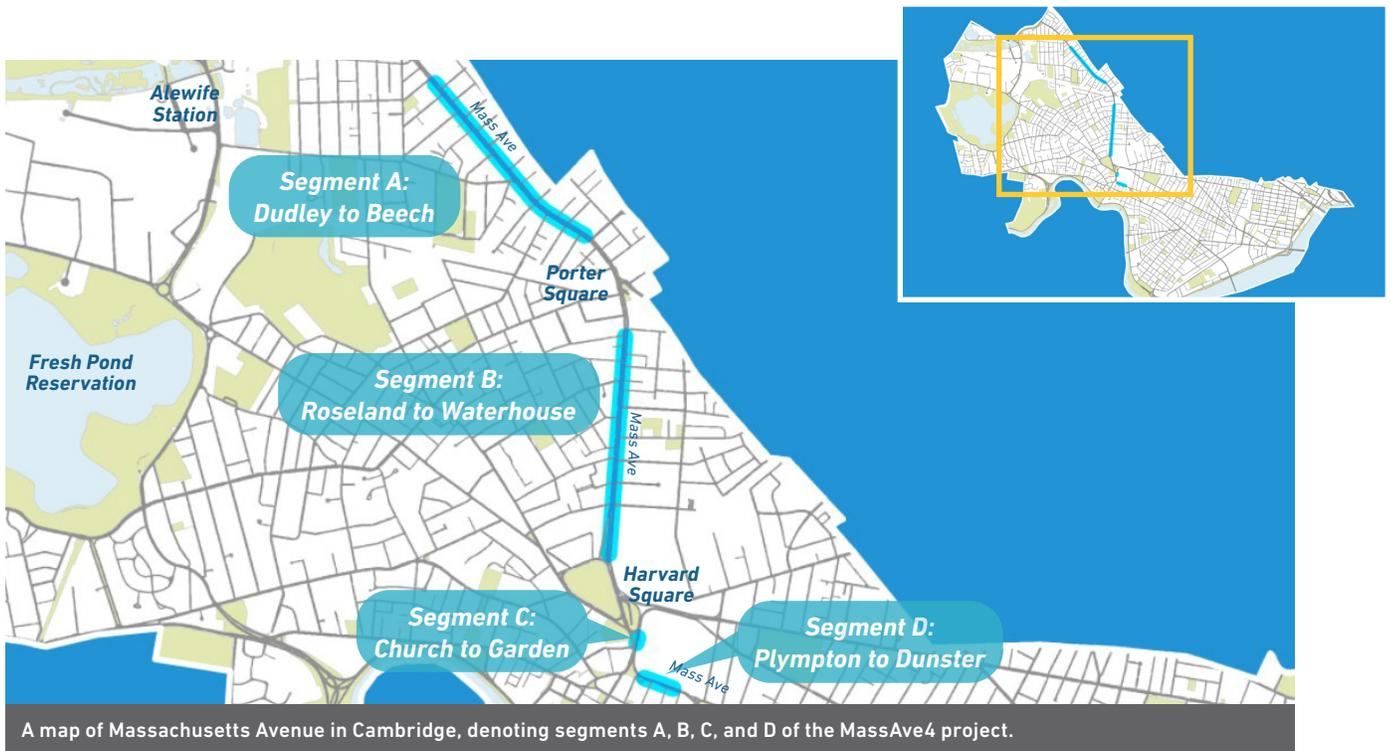 Alewife
Station
Mass Ave
Segment A:
Dudley to Beech
Porter
Square
Fresh Pond
Reservation
Segment B:
Roseland to Waterhouse
Mass Ave
Harvard
Square
Segment C:
Church to Garden
Segment D:
Plympton to Dunster
Mass Ave
A map of Massachusetts Avenue in Cambridge, denoting segments A, B, C, and D of the MassAve4 project.